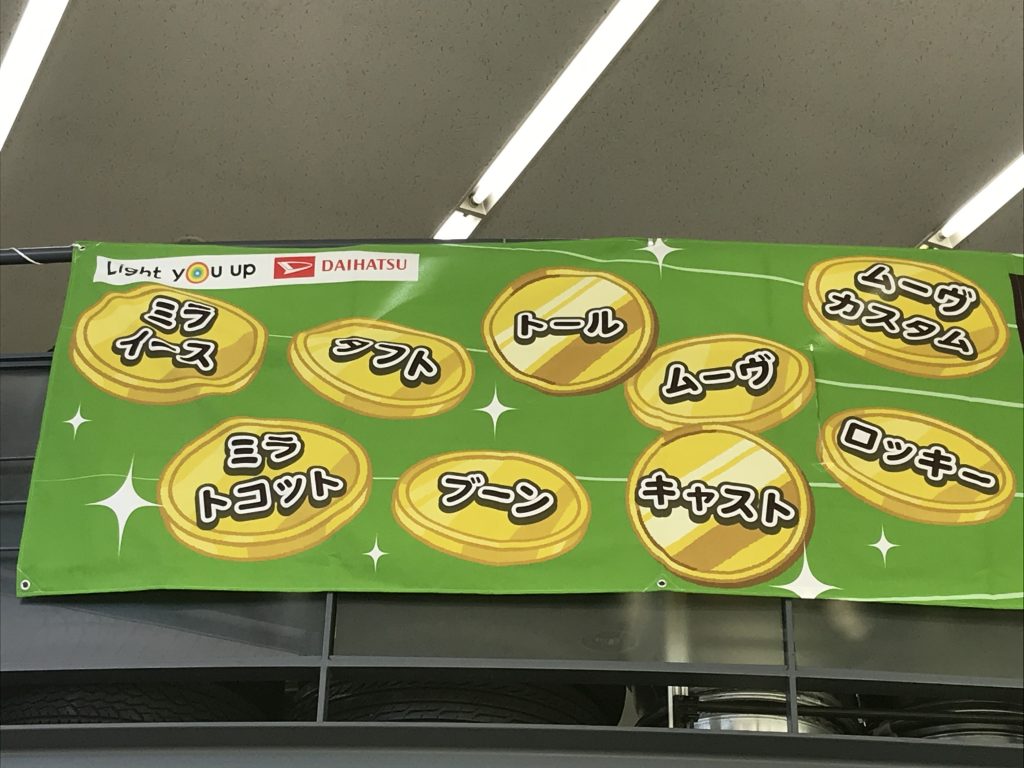 Light you up
DAIHATSU
ミラ
イース
タフト
トール
ムーヴ
ムーヴ
カスタム
ミラ
トコット
ブーン
キャスト
ロッキー